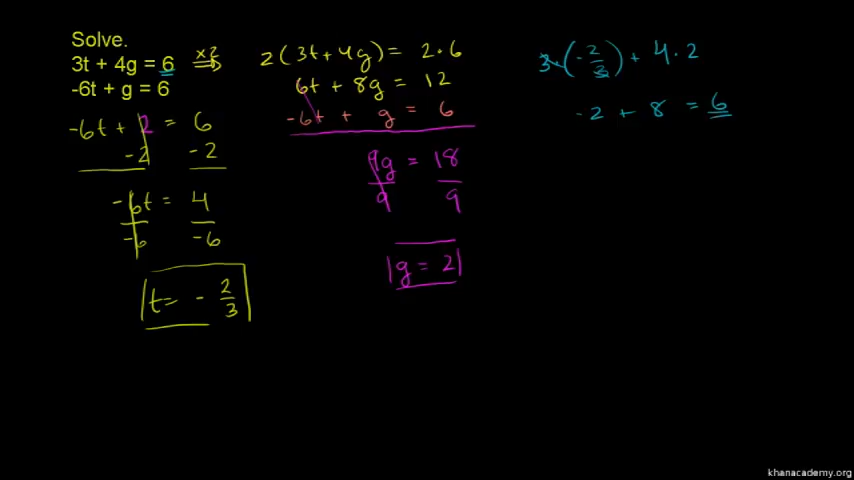 Solve.
3t + 4g = 6 ×2 ⇒
-6t + g = 6
-6t + 2 = 6
-2 -2
-6t = 4
-6 -6
t = - 2/3
2(3t + 4g) = 2 · 6
6t + 8g = 12
-6t + g = 6
9g = 18
9 9
g = 2
3 · (- 2/3) + 4 · 2
-2 + 8 = 6
khanacademy.org